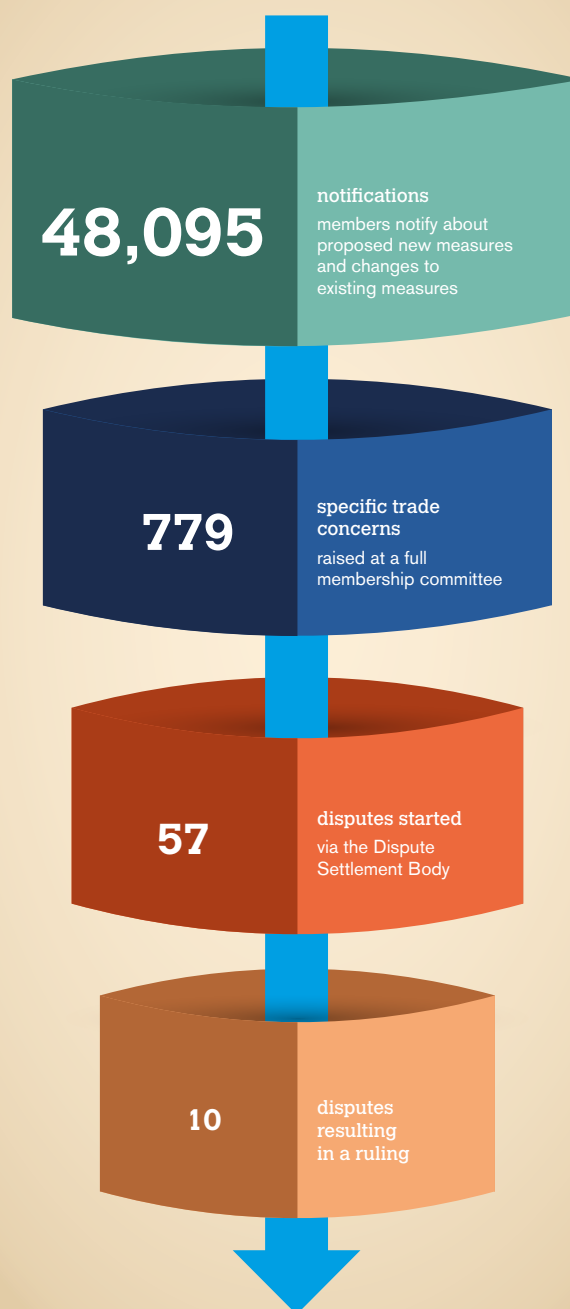 48,095
notifications
members notify about
proposed new measures
and changes to
existing measures
779
specific trade
concerns
raised at a full
membership committee
57
disputes started
via the Dispute
Settlement Body
10
disputes
resulting
in a ruling